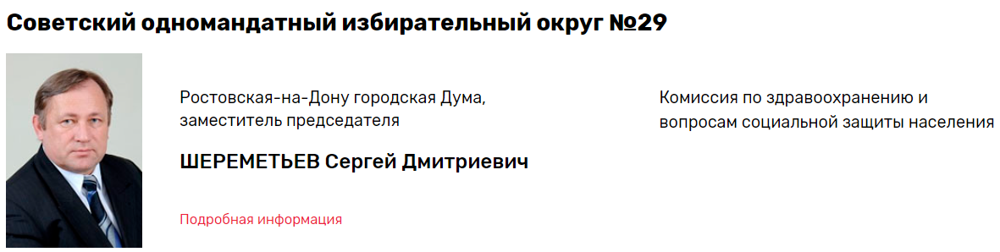 Советский одномандатный избирательный округ №29
Ростовская-на-Дону городская Дума,
заместитель председателя
ШЕРЕМЕТЬЕВ Сергей Дмитриевич
Подробная информация
Комиссия по здравоохранению и
вопросам социальной защиты населения